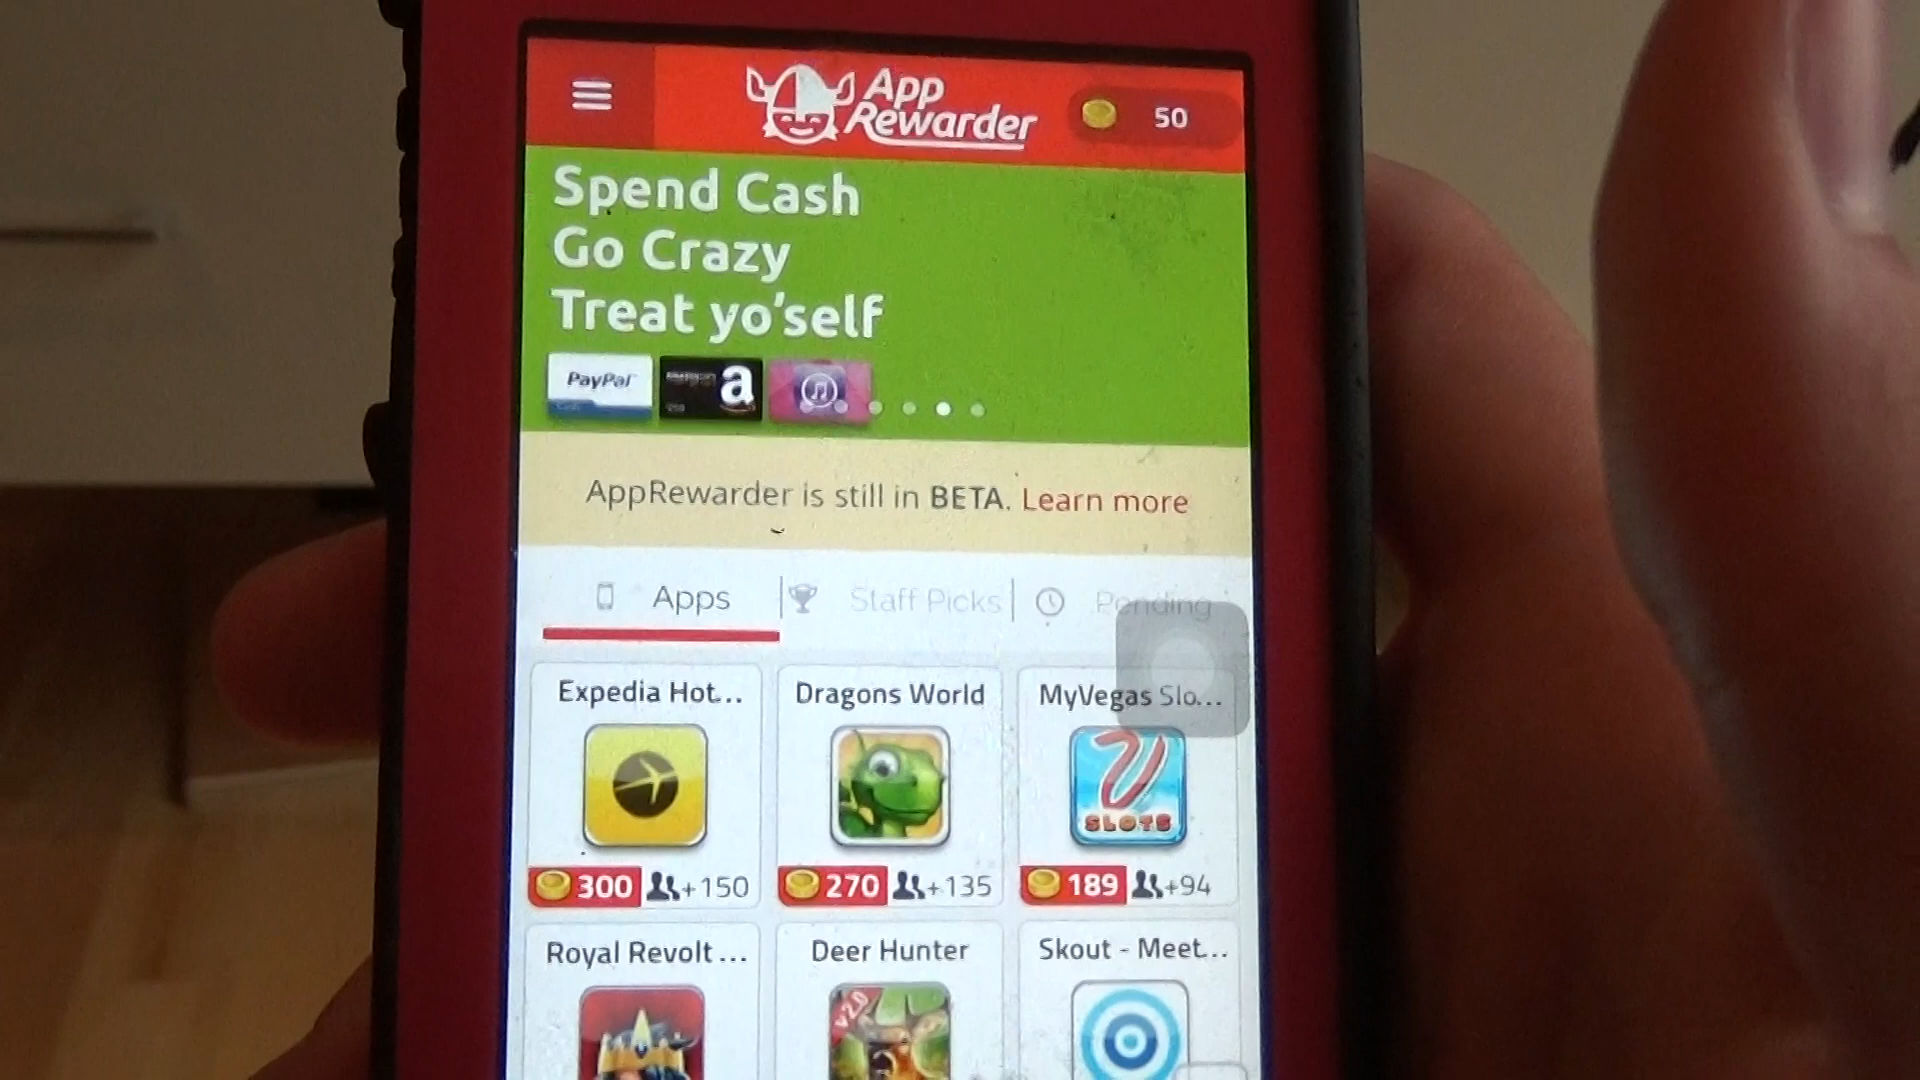 App
Rewarder
50
Spend Cash
Go Crazy
Treat yo'self
PayPal
a
AppRewarder is still in BETA. Learn more
Apps
Staff Picks
Pending
Expedia Hot...
Dragons World
MyVegas Slo...
SLOTS
300 +150
270 +135
189 +94
Royal Revolt ...
Deer Hunter
Skout - Meet...
v2.0